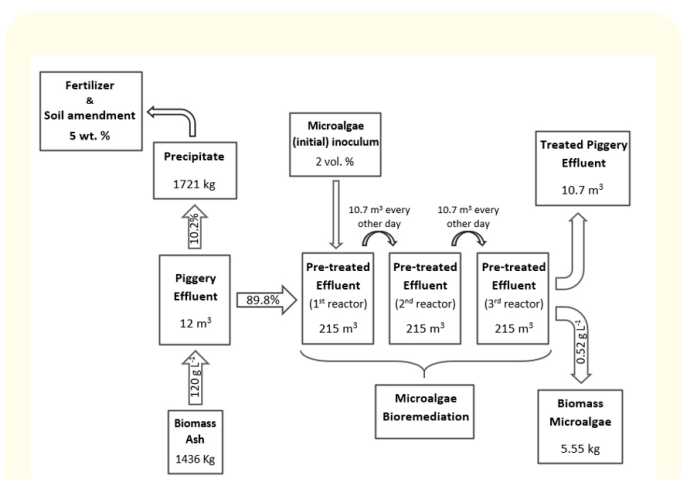 Fertilizer
&
Soil amendment
5 wt. %
Precipitate
1721 kg
10.2%
Piggery
Effluent
12 m³
120 g L⁻¹
Biomass
Ash
1436 Kg
89.8%
Microalgae
(initial) inoculum
2 vol. %
10.7 m³ every
other day
10.7 m³ every
other day
Pre-treated
Effluent
(1st reactor)
215 m³
Pre-treated
Effluent
(2nd reactor)
215 m³
Pre-treated
Effluent
(3rd reactor)
215 m³
Microalgae
Bioremediation
Treated Piggery
Effluent
10.7 m³
0.52 g L⁻¹
Biomass
Microalgae
5.55 kg